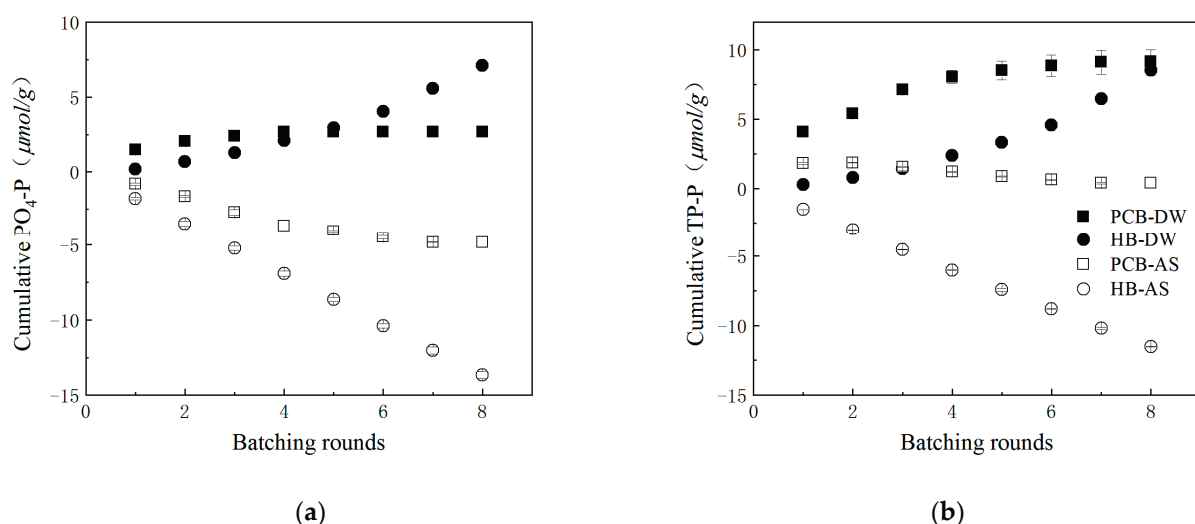 10
5
0
−5
−10
−15
0
2
4
6
8
Cumulative PO₄-P（μmol/g）
Batching rounds
(a)
10
5
0
−5
−10
−15
0
2
4
6
8
Cumulative TP-P（μmol/g）
Batching rounds
PCB-DW
HB-DW
PCB-AS
HB-AS
(b)